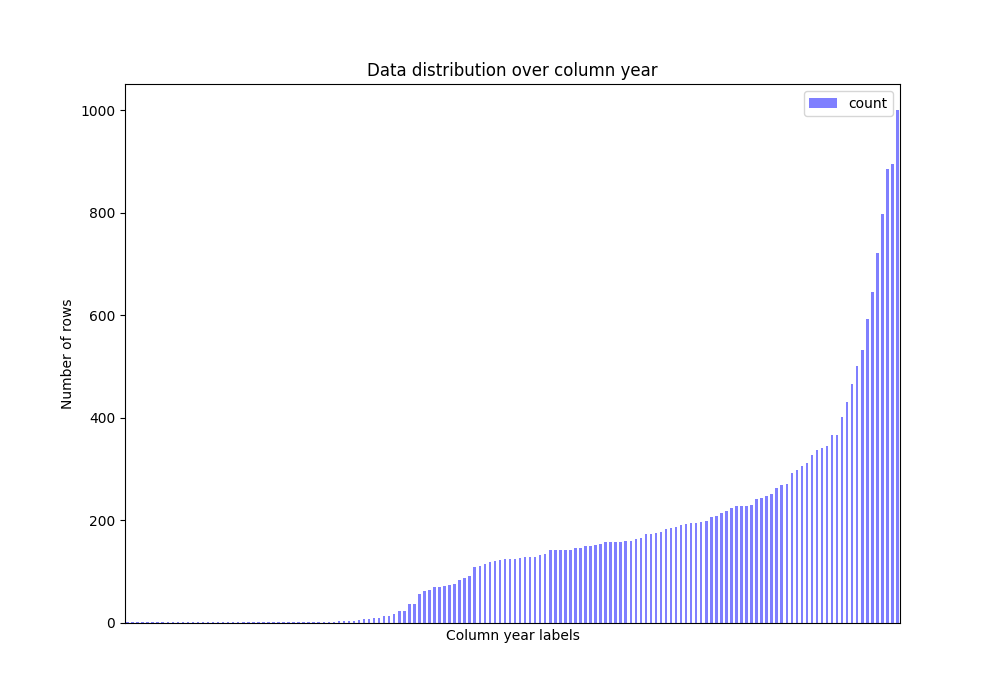 Data distribution over column year
count
1000
800
600
400
200
0
Number of rows
Column year labels